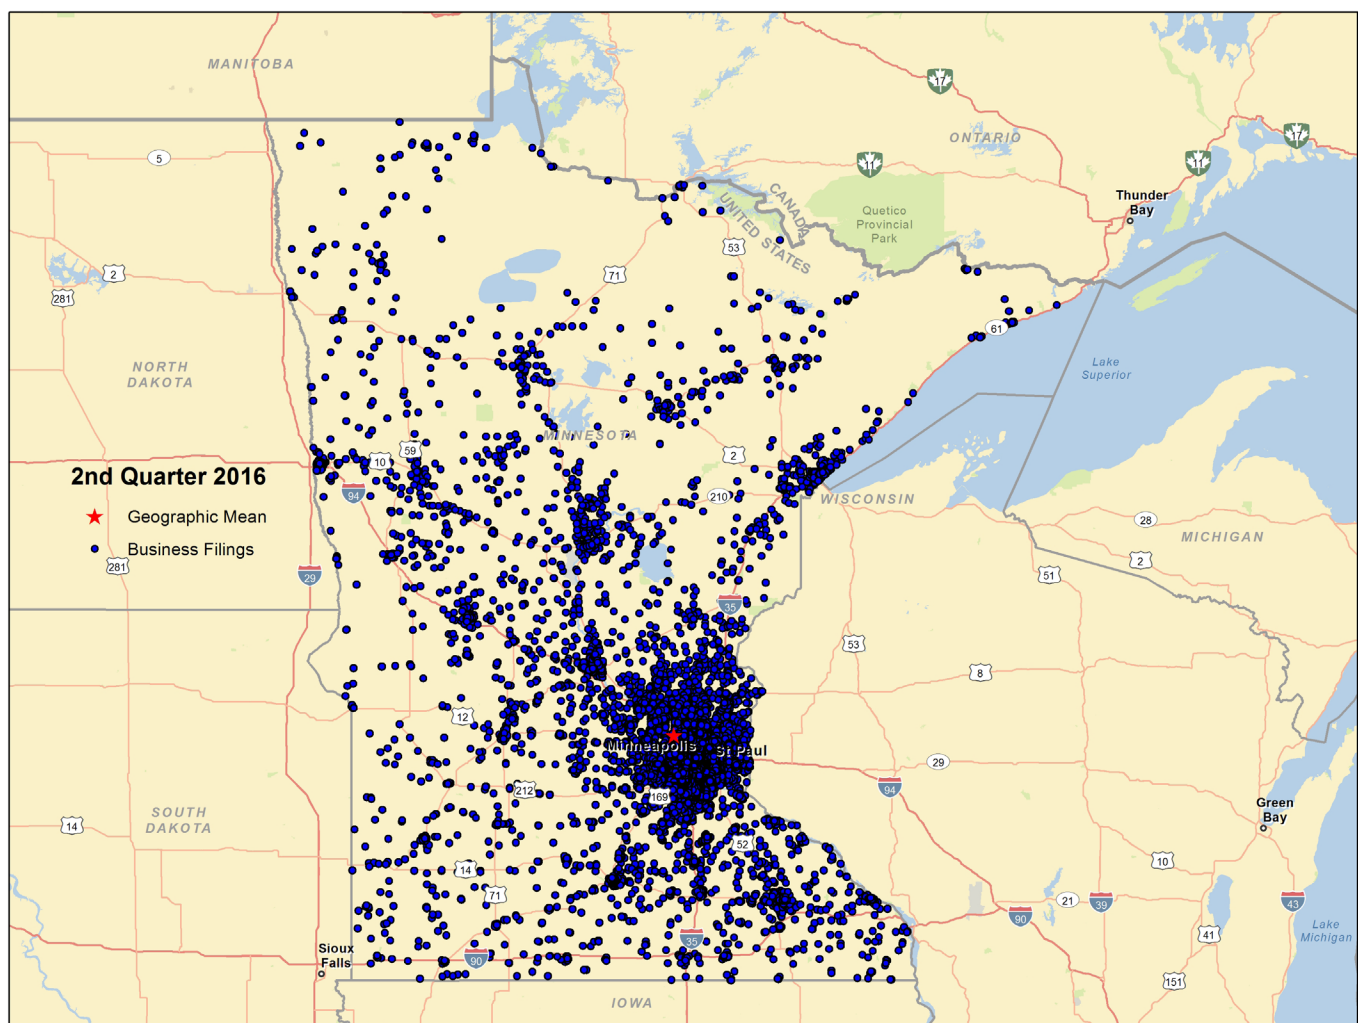 MANITOBA
17
ONTARIO
17
11
5
11
CANADA
UNITED STATES
Thunder
Bay
Quetico
Provincial
Park
53
2
71
281
61
NORTH
DAKOTA
Lake
Superior
MINNESOTA
59
2
10
2nd Quarter 2016
94
210
WISCONSIN
Geographic Mean
28
MICHIGAN
Business Filings
2
281
29
51
35
53
8
12
Minneapolis
St Paul
29
94
212
169
SOUTH
DAKOTA
14
Green
Bay
52
10
14
71
21
39
43
90
41
Lake
Michigan
35
Sioux
Falls
90
151
IOWA